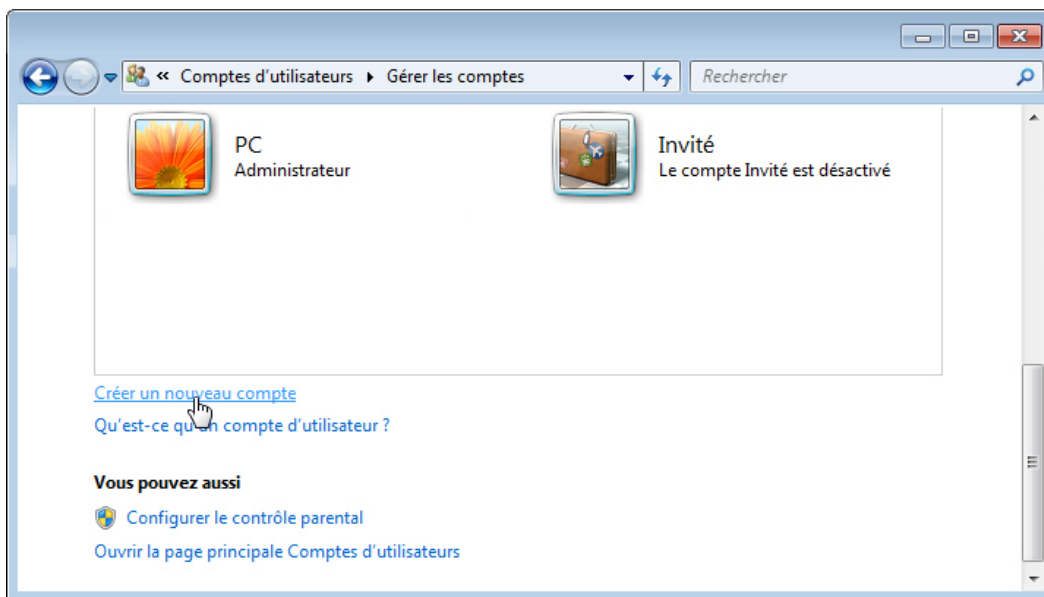 « Comptes d'utilisateurs Gérer les comptes
Rechercher
PC
Administrateur
Invité
Le compte Invité est désactivé
Créer un nouveau compte
Qu'est-ce qu'un compte d'utilisateur ?
Vous pouvez aussi
Configurer le contrôle parental
Ouvrir la page principale Comptes d'utilisateurs